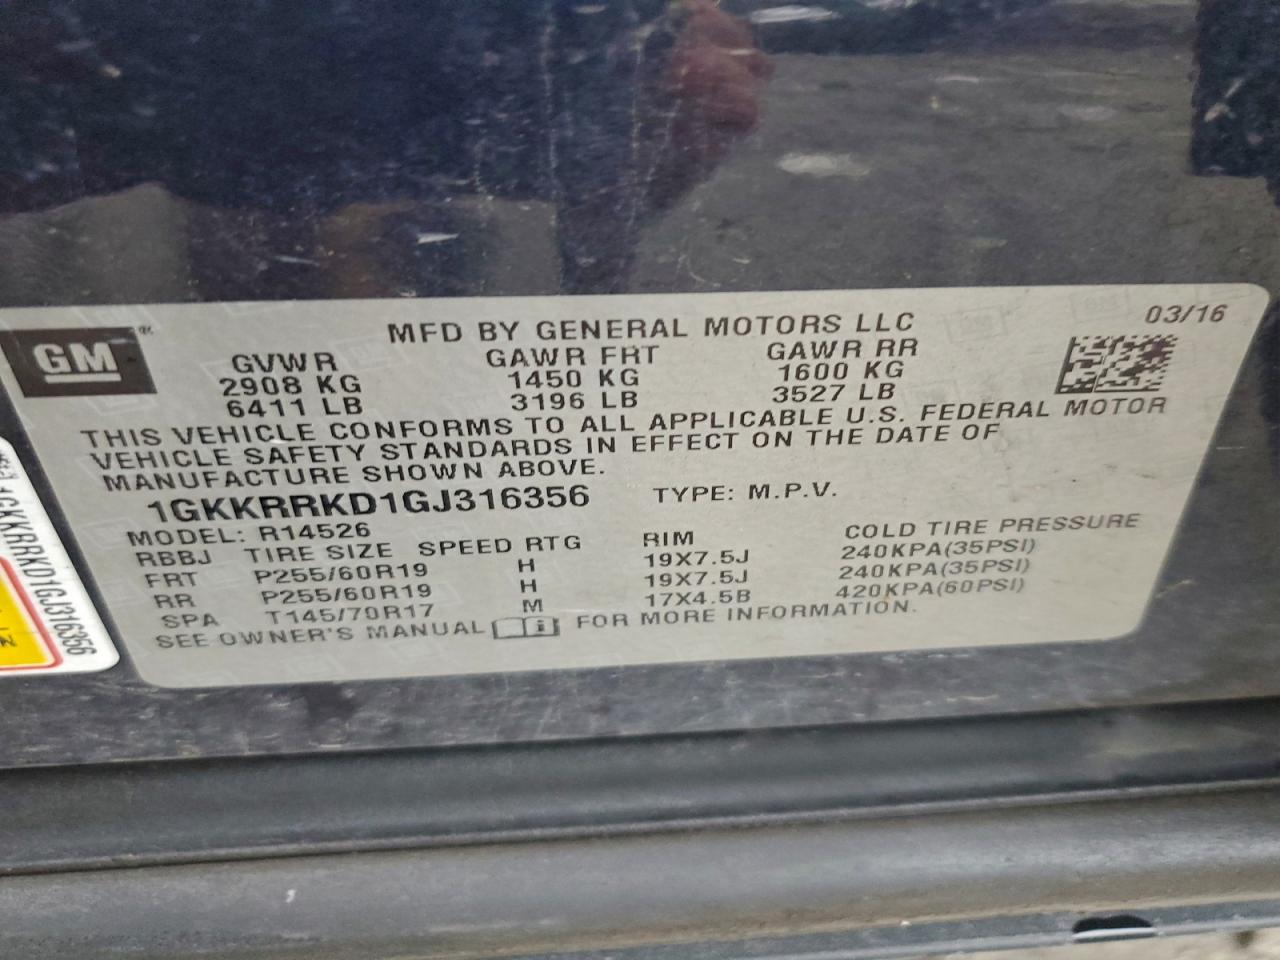 GM
MFD BY GENERAL MOTORS LLC
03/16
GVWR GAWR FRT GAWR RR
2908 KG 1450 KG 1600 KG
6411 LB 3196 LB 3527 LB
THIS VEHICLE CONFORMS TO ALL APPLICABLE U.S. FEDERAL MOTOR
VEHICLE SAFETY STANDARDS IN EFFECT ON THE DATE OF
MANUFACTURE SHOWN ABOVE.
1GKKRRKD1GJ316356 TYPE: M.P.V.
MODEL: R14526
RBBJ TIRE SIZE SPEED RTG RIM COLD TIRE PRESSURE
FRT P255/60R19 H 19X7.5J 240KPA(35PSI)
RR P255/60R19 H 19X7.5J 240KPA(35PSI)
SPA T145/70R17 M 17X4.5B 420KPA(60PSI)
SEE OWNER'S MANUAL FOR MORE INFORMATION.
1GKKRRKD1GJ316356